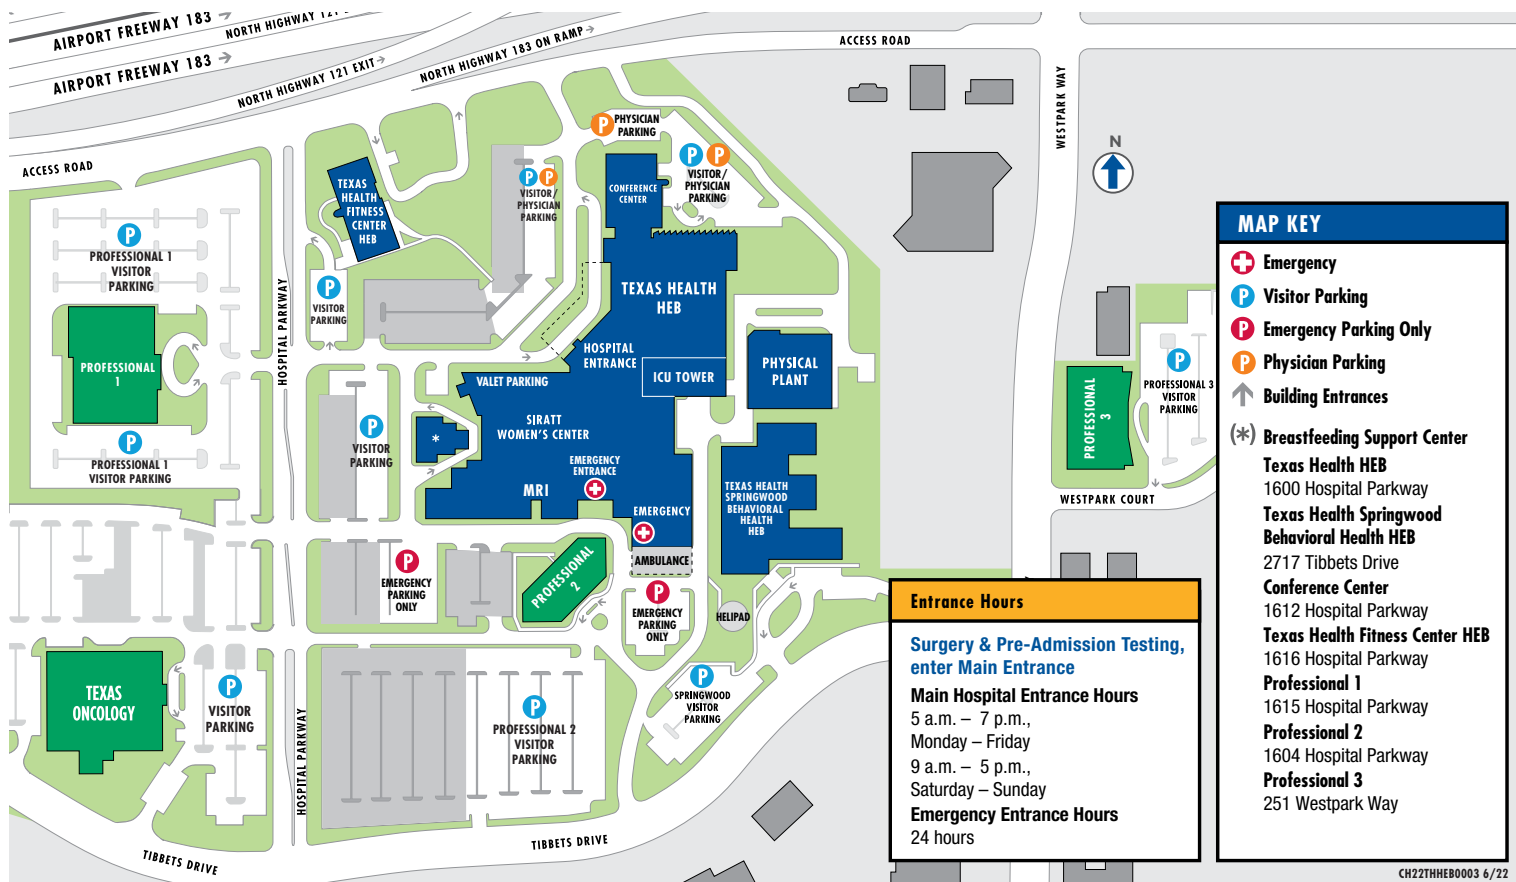 AIRPORT FREEWAY 183
NORTH HIGHWAY 121
AIRPORT FREEWAY 183
NORTH HIGHWAY 121 EXIT
NORTH HIGHWAY 183 ON RAMP
ACCESS ROAD
ACCESS ROAD
WESTPARK WAY
N
P
PHYSICIAN
PARKING
P P
VISITOR/
PHYSICIAN
PARKING
P P
VISITOR/
PHYSICIAN
PARKING
TEXAS
HEALTH
FITNESS
CENTER
HEB
CONFERENCE
CENTER
P
PROFESSIONAL 1
VISITOR
PARKING
P
VISITOR
PARKING
HOSPITAL PARKWAY
TEXAS HEALTH
HEB
HOSPITAL
ENTRANCE
ICU TOWER
PHYSICAL
PLANT
PROFESSIONAL
1
VALET PARKING
SIRATT
WOMEN'S CENTER
*
P
VISITOR
PARKING
P
PROFESSIONAL 1
VISITOR PARKING
EMERGENCY
ENTRANCE
MRI
EMERGENCY
AMBULANCE
TEXAS HEALTH
SPRINGWOOD
BEHAVIORAL
HEALTH
HEB
PROFESSIONAL
3
P
PROFESSIONAL 3
VISITOR
PARKING
WESTPARK COURT
P
EMERGENCY
PARKING
ONLY
PROFESSIONAL
2
P
EMERGENCY
PARKING
ONLY
HELIPAD
TEXAS
ONCOLOGY
P
VISITOR
PARKING
HOSPITAL PARKWAY
P
PROFESSIONAL 2
VISITOR
PARKING
P
SPRINGWOOD
VISITOR
PARKING
TIBBETS DRIVE
TIBBETS DRIVE
Entrance Hours
Surgery & Pre-Admission Testing,
enter Main Entrance
Main Hospital Entrance Hours
5 a.m. – 7 p.m.,
Monday – Friday
9 a.m. – 5 p.m.,
Saturday – Sunday
Emergency Entrance Hours
24 hours
MAP KEY
Emergency
P Visitor Parking
P Emergency Parking Only
P Physician Parking
Building Entrances
(*) Breastfeeding Support Center
Texas Health HEB
1600 Hospital Parkway
Texas Health Springwood
Behavioral Health HEB
2717 Tibbets Drive
Conference Center
1612 Hospital Parkway
Texas Health Fitness Center HEB
1616 Hospital Parkway
Professional 1
1615 Hospital Parkway
Professional 2
1604 Hospital Parkway
Professional 3
251 Westpark Way
CH22THHEB0003 6/22